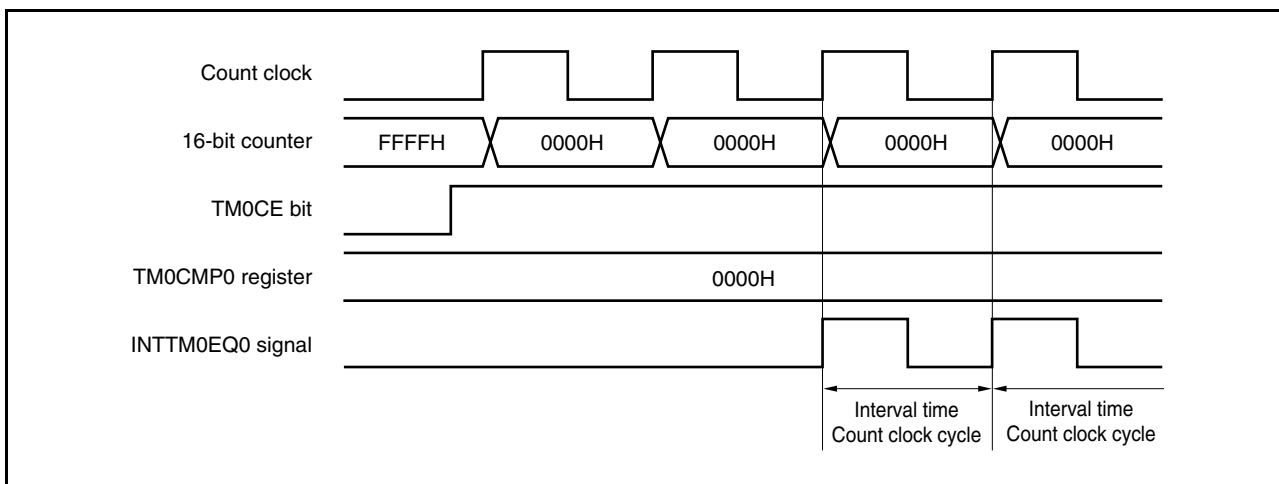 Count clock
16-bit counter
FFFFH
0000H
0000H
0000H
0000H
TM0CE bit
TM0CMP0 register
0000H
INTTM0EQ0 signal
Interval time
Count clock cycle
Interval time
Count clock cycle